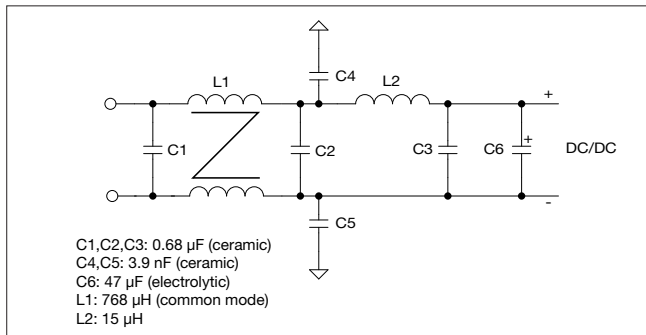 L1
C4
L2
+
C1
C2
C3
C6
+
DC/DC
-
C5
C1,C2,C3: 0.68 µF (ceramic)
C4,C5: 3.9 nF (ceramic)
C6: 47 µF (electrolytic)
L1: 768 µH (common mode)
L2: 15 µH